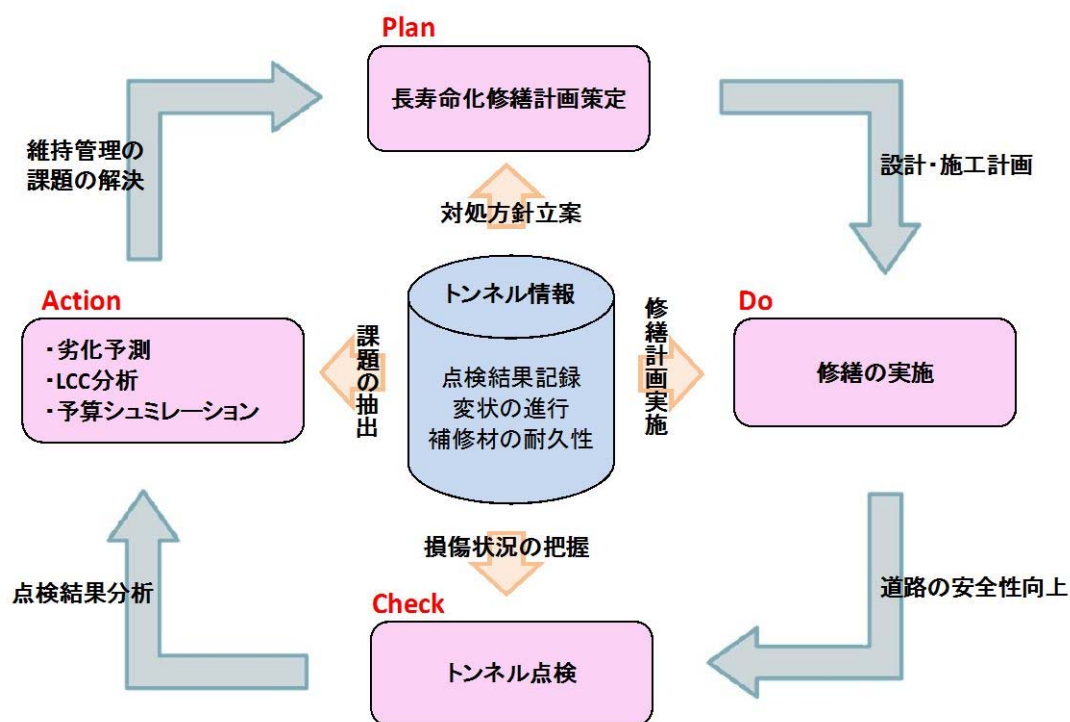 Plan
長寿命化修繕計画策定
維持管理の
課題の解決
設計・施工計画
対処方針立案
Action
・劣化予測
・LCC分析
・予算シュミレーション
課題の抽出
トンネル情報
点検結果記録
変状の進行
補修材の耐久性
修繕計画実施
Do
修繕の実施
損傷状況の把握
点検結果分析
道路の安全性向上
Check
トンネル点検